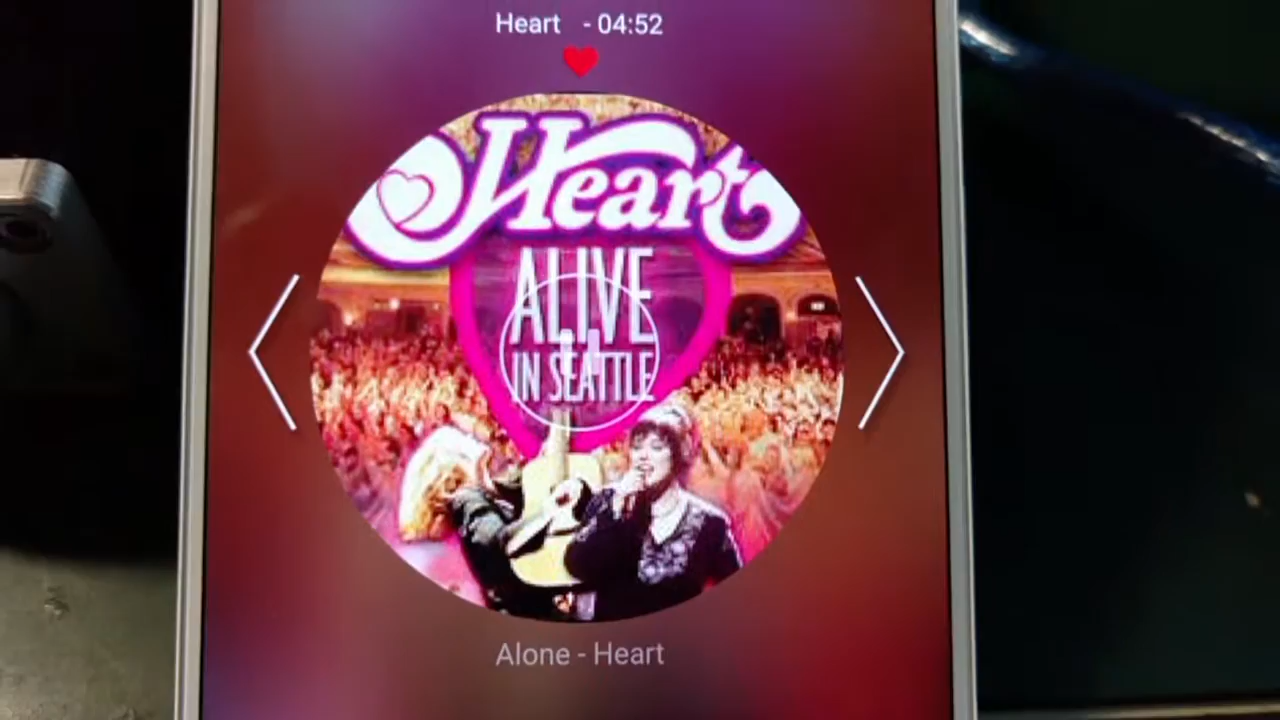 Heart - 04:52
Heart
ALIVE
IN SEATTLE
Alone - Heart